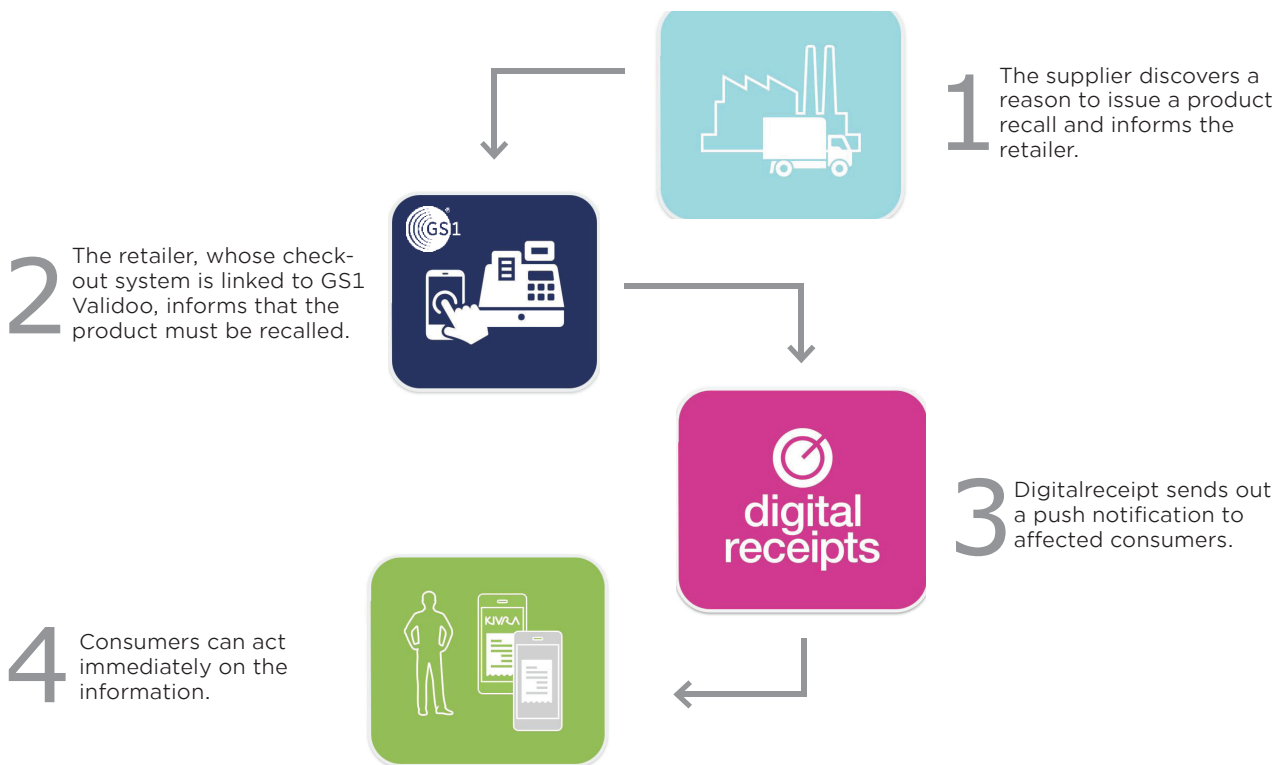 1
The supplier discovers a
reason to issue a product
recall and informs the
retailer.
GS1
®
2
The retailer, whose check-
out system is linked to GS1
Validoo, informs that the
product must be recalled.
digital
receipts
3
Digitalreceipt sends out
a push notification to
affected consumers.
KIVRA
4
Consumers can act
immediately on the
information.